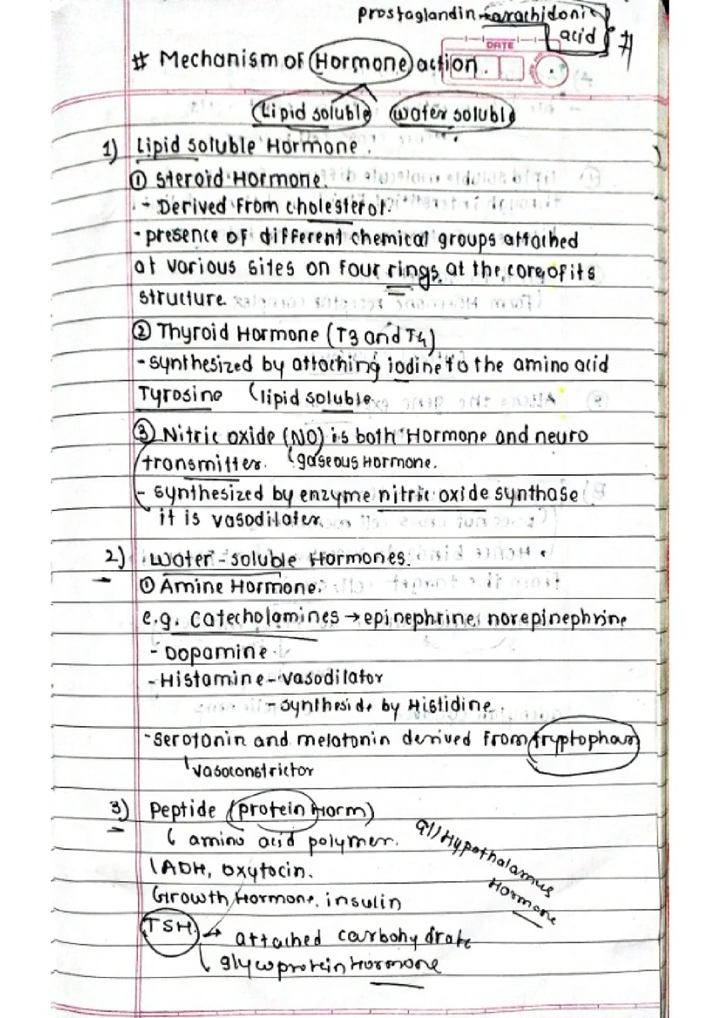 prostaglandin → arachidonic
acid #
DATE
# Mechanism of Hormone action.
Lipid soluble water soluble
1) Lipid soluble Hormone.
① Steroid Hormone.
- Derived from cholesterol.
- presence of different chemical groups attached
at various sites on four rings at the core of its
structure
② Thyroid Hormone (T3 and T4)
- synthesized by attaching iodine to the amino acid
Tyrosine (lipid soluble
③ Nitric oxide (NO) is both Hormone and neuro
transmitter. gaseous Hormone.
- synthesized by enzyme nitric oxide synthase
it is vasodilater.
2) Water-soluble Hormones.
① Amine Hormone.
e.g. catecholamines → epinephrine, norepinephrine
- Dopamine
- Histamine - vasodilator
- synthesi de by Histidine.
- serotonin and melatonin derived from tryptophan
vasoconstrictor
3) Peptide (protein Horm)
amino acid polymer.
ADH, oxytocin.
Growth Hormone, insulin
All Hypothalamus
Hormone
TSH → attached carbohydrate
glycoprotein Hormone